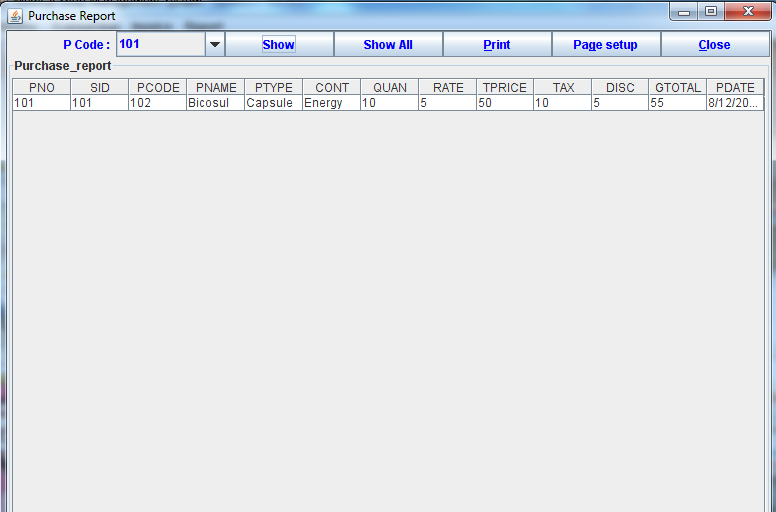 Purchase Report
P Code : 101 Show Show All Print Page setup Close
Purchase_report
PNO SID PCODE PNAME PTYPE CONT QUAN RATE TPRICE TAX DISC GTOTAL PDATE
101 101 102 Bicosul Capsule Energy 10 5 50 10 5 55 8/12/20...